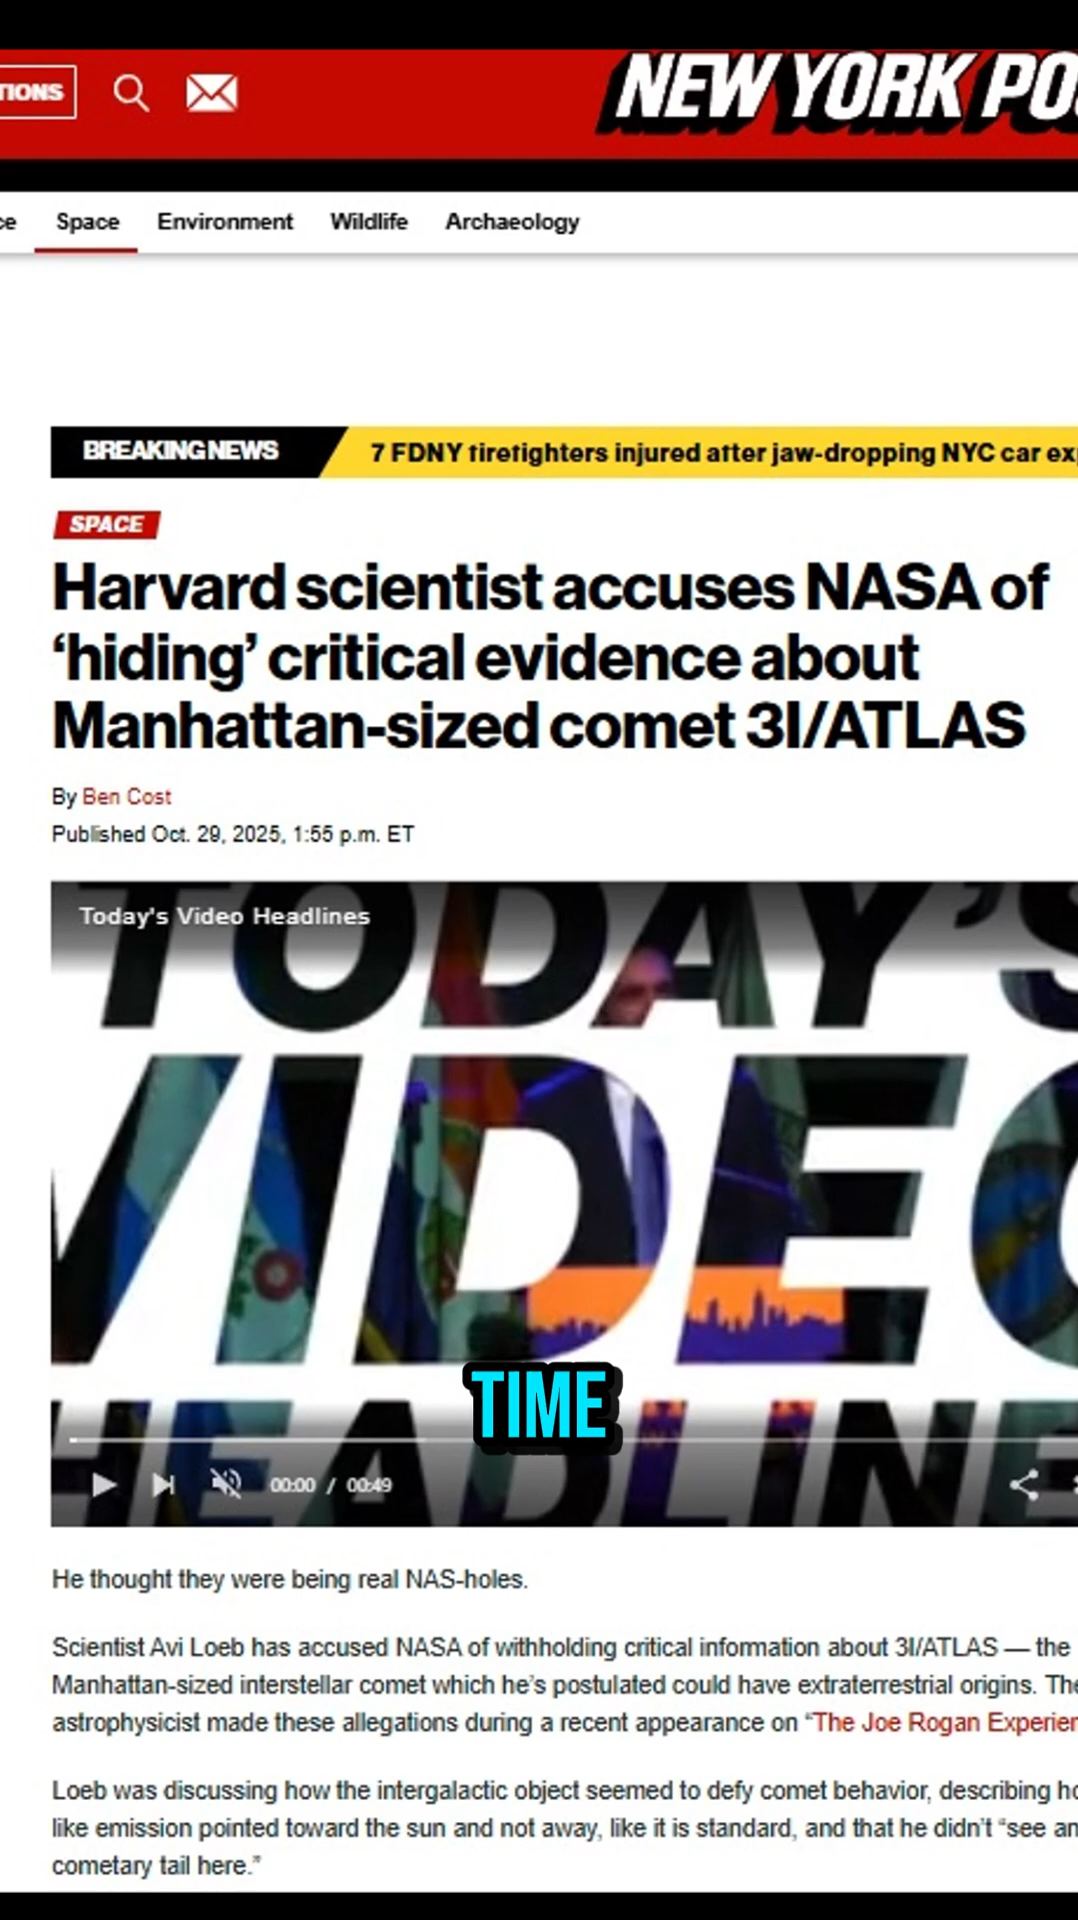 TIONS
NEW YORK PO
ce Space Environment Wildlife Archaeology
BREAKING NEWS 7 FDNY firefighters injured after jaw-dropping NYC car ex
SPACE
Harvard scientist accuses NASA of
‘hiding’ critical evidence about
Manhattan-sized comet 3I/ATLAS
By Ben Cost
Published Oct. 29, 2025, 1:55 p.m. ET
Today's Video Headlines
TODAY'S
VIDEO
HEADLINE
TIME
00:00 / 00:49
He thought they were being real NAS-holes.
Scientist Avi Loeb has accused NASA of withholding critical information about 3I/ATLAS — the
Manhattan-sized interstellar comet which he’s postulated could have extraterrestrial origins. The
astrophysicist made these allegations during a recent appearance on “The Joe Rogan Experien
Loeb was discussing how the intergalactic object seemed to defy comet behavior, describing ho
like emission pointed toward the sun and not away, like it is standard, and that he didn’t “see an
cometary tail here.”